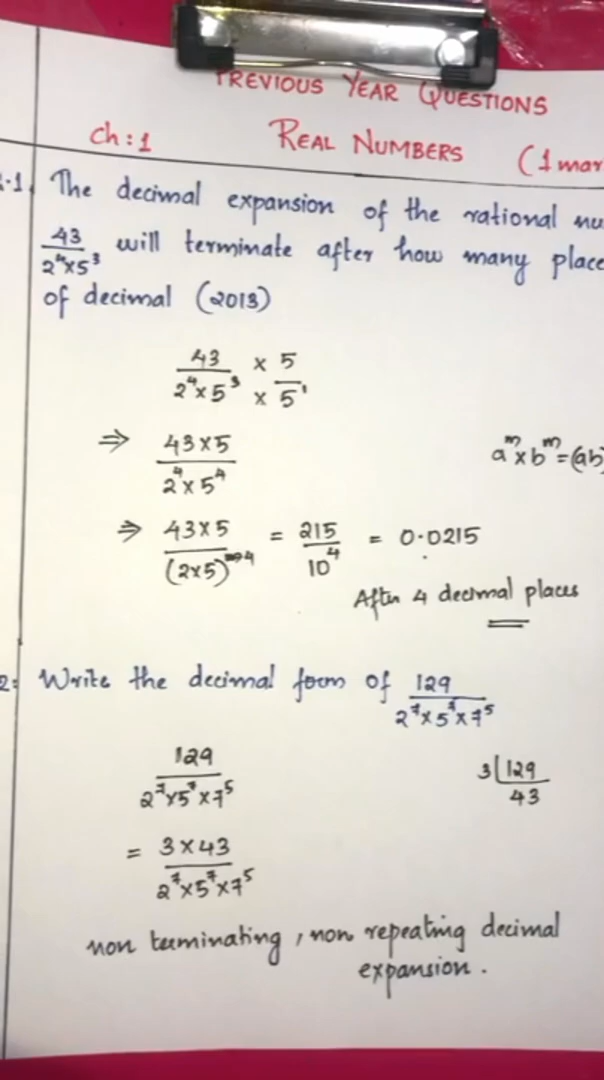 PREVIOUS YEAR QUESTIONS
Ch:1 REAL NUMBERS (1 mar
.1. The decimal expansion of the rational nu
43/2⁴×5³ will terminate after how many place
of decimal (2013)
43/2⁴×5³ × 5/5¹
⇒ 43×5/2⁴×5⁴ aᵐ×bᵐ=(ab)
⇒ 43×5/(2×5)⁴ = 215/10⁴ = 0.0215
After 4 decimal places
2: Write the decimal form of 129/2⁷×5⁷×7⁵
129/2⁷×5⁷×7⁵ 3|129
43
= 3×43/2⁷×5⁷×7⁵
non terminating, non repeating decimal
expansion.